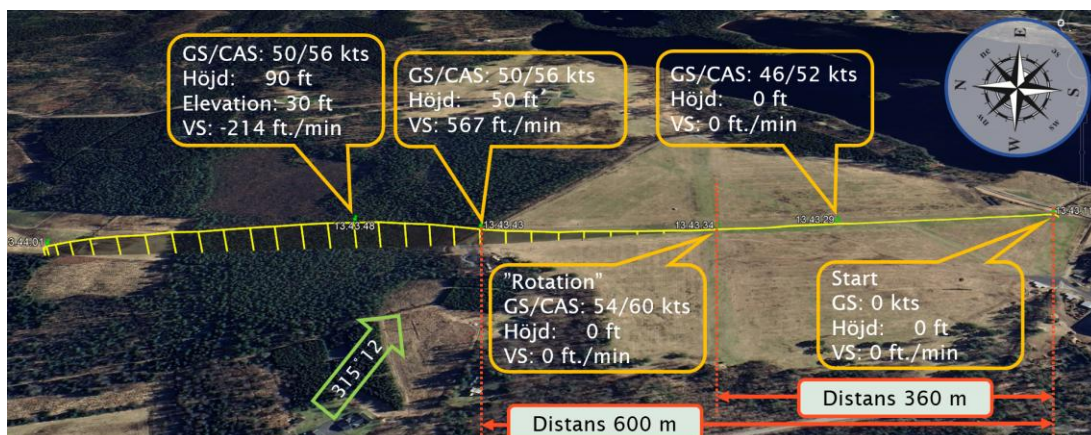 GS/CAS: 50/56 kts
Höjd: 90 ft
Elevation: 30 ft
VS: -214 ft./min
GS/CAS: 50/56 kts
Höjd: 50 ft´
VS: 567 ft/min
GS/CAS: 46/52 kts
Höjd: 0 ft
VS: 0 ft./min
E
N
S
W
13.43.48
13.43.43
13.43.34
13.43.29
"Rotation"
GS/CAS: 54/60 kts
Höjd: 0 ft
VS: 0 ft./min
Start
GS: 0 kts
Höjd: 0 ft
VS: 0 ft./min
315°12
Distans 360 m
Distans 600 m